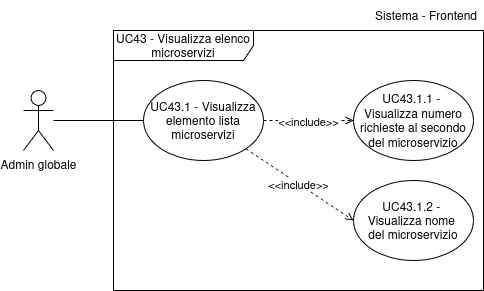 Sistema - Frontend
UC43 - Visualizza elenco
microservizi
UC43.1 - Visualizza
elemento lista
microservizi
<<include>>
UC43.1.1 -
Visualizza numero
richieste al secondo
del microservizio
Admin globale
<<include>>
UC43.1.2 -
Visualizza nome
del microservizio